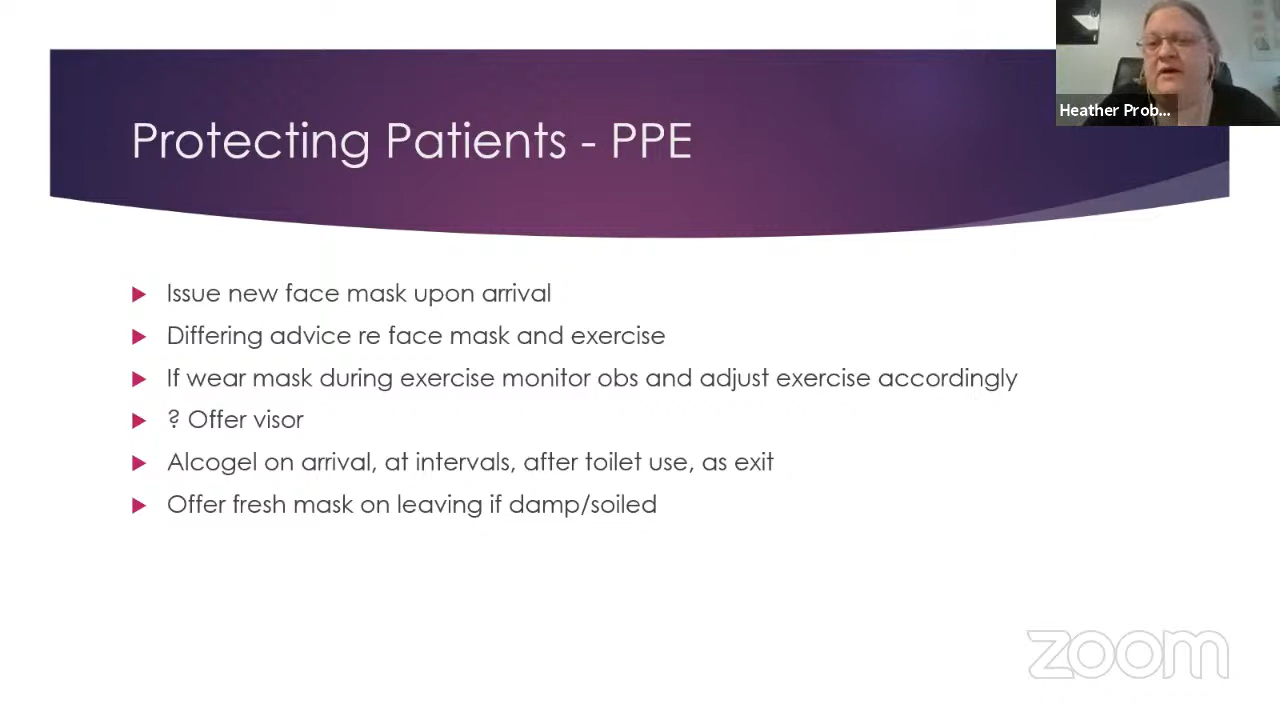 Heather Prob...
Protecting Patients - PPE
Issue new face mask upon arrival
Differing advice re face mask and exercise
If wear mask during exercise monitor obs and adjust exercise accordingly
? Offer visor
Alcogel on arrival, at intervals, after toilet use, as exit
Offer fresh mask on leaving if damp/soiled
zoom